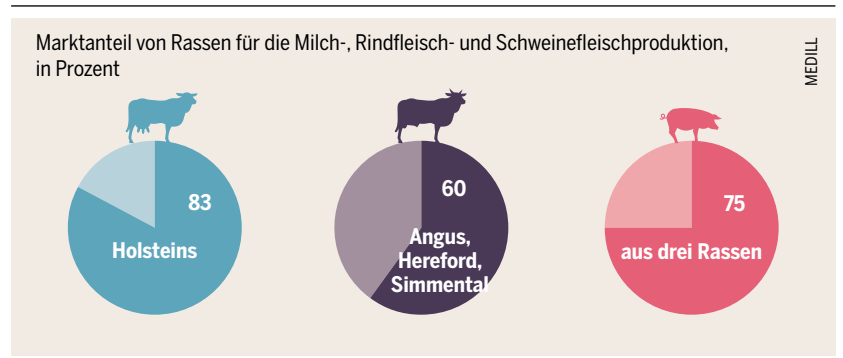 Marktanteil von Rassen für die Milch-, Rindfleisch- und Schweinefleischproduktion,
in Prozent
MEDILL
83
Holsteins
60
Angus,
Hereford,
Simmental
75
aus drei Rassen